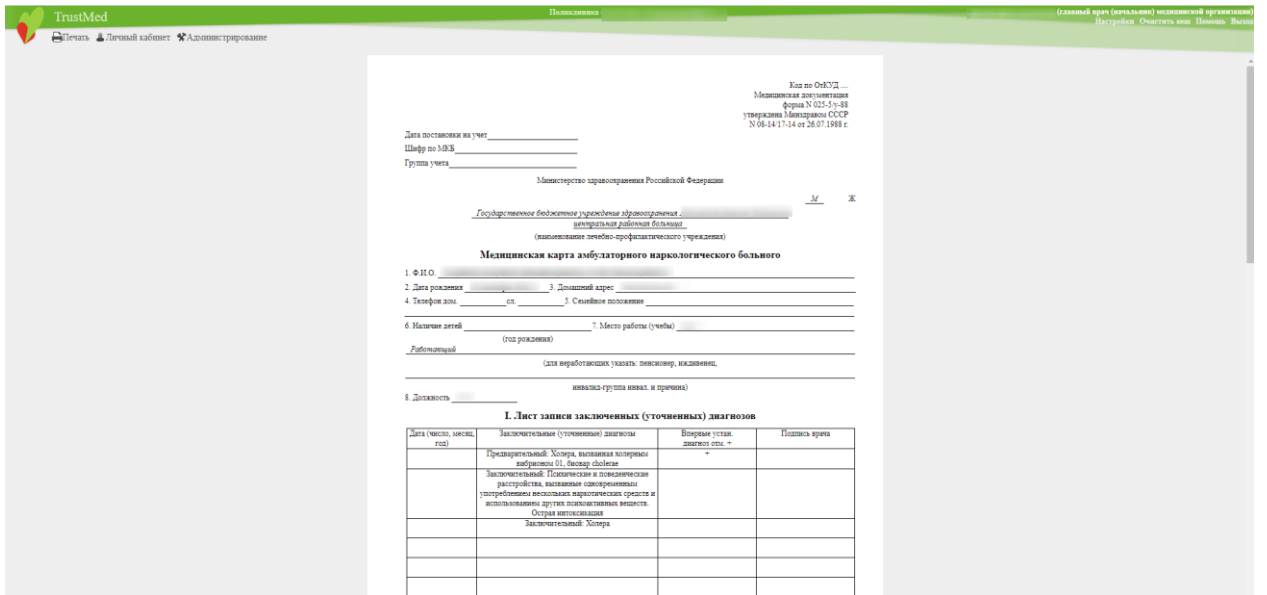 TrustMed
Поликлиника
(главный врач (начальник) медицинской организации)
Настройки Очистить кеш Помощь Выход
Печать Личный кабинет Администрирование
Код по ОтКУД ....
Медицинская документация
форма N 025-5/у-88
утверждена Минздравом СССР
N 08-14/17-14 от 26.07.1988 г.
Дата постановки на учет
Шифр по МКБ
Группа учета
Министерство здравоохранения Российской Федерации
М Ж
Государственное бюджетное учреждение здравоохранения
центральная районная больница
(наименование лечебно-профилактического учреждения)
Медицинская карта амбулаторного наркологического больного
1. Ф.И.О.
2. Дата рождения 3. Домашний адрес
4. Телефон дом. сл. 5. Семейное положение
6. Наличие детей 7. Место работы (учебы)
(год рождения)
Работающий
(для неработающих указать: пенсионер, иждивенец,
инвалид-группа инвал. и причина)
8. Должность
I. Лист записи заключенных (уточненных) диагнозов
Дата (число, месяц, год) Заключительные (уточненные) диагнозы Впервые устан. диагноз отм. + Подпись врача
Предварительный: Холера, вызванная холерным +
вибрионом 01, биовар cholerae
Заключительный: Психические и поведенческие
расстройства, вызванные одновременным
употреблением нескольких наркотических средств и
использованием других психоактивных веществ.
Острая интоксикация
Заключительный: Холера